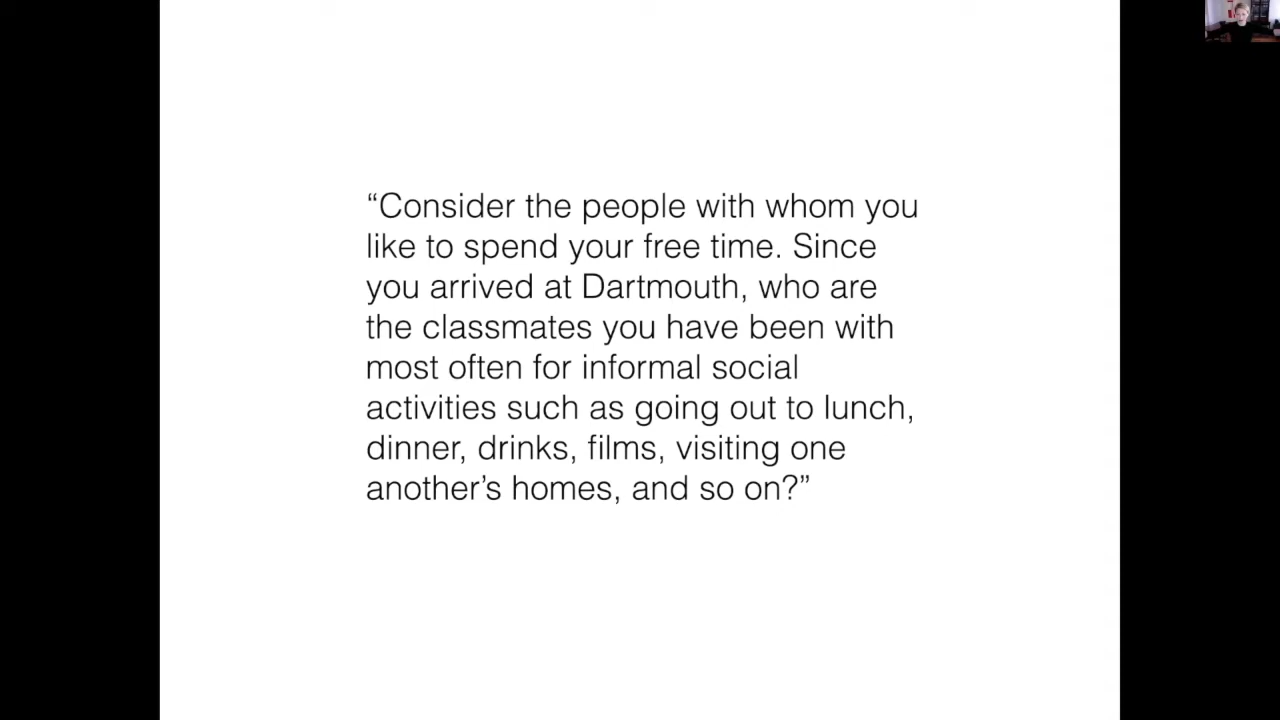 “Consider the people with whom you
like to spend your free time. Since
you arrived at Dartmouth, who are
the classmates you have been with
most often for informal social
activities such as going out to lunch,
dinner, drinks, films, visiting one
another’s homes, and so on?”